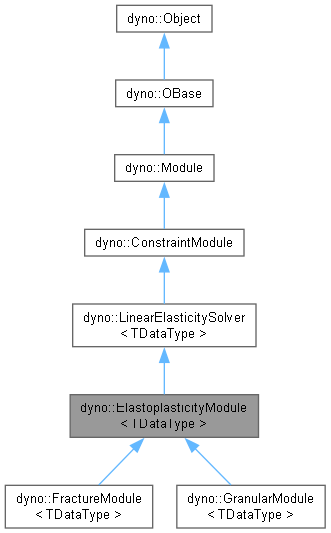 dyno::Object
dyno::OBase
dyno::Module
dyno::ConstraintModule
dyno::LinearElasticitySolver
< TDataType >
dyno::ElastoplasticityModule
< TDataType >
dyno::FractureModule
< TDataType >
dyno::GranularModule
< TDataType >